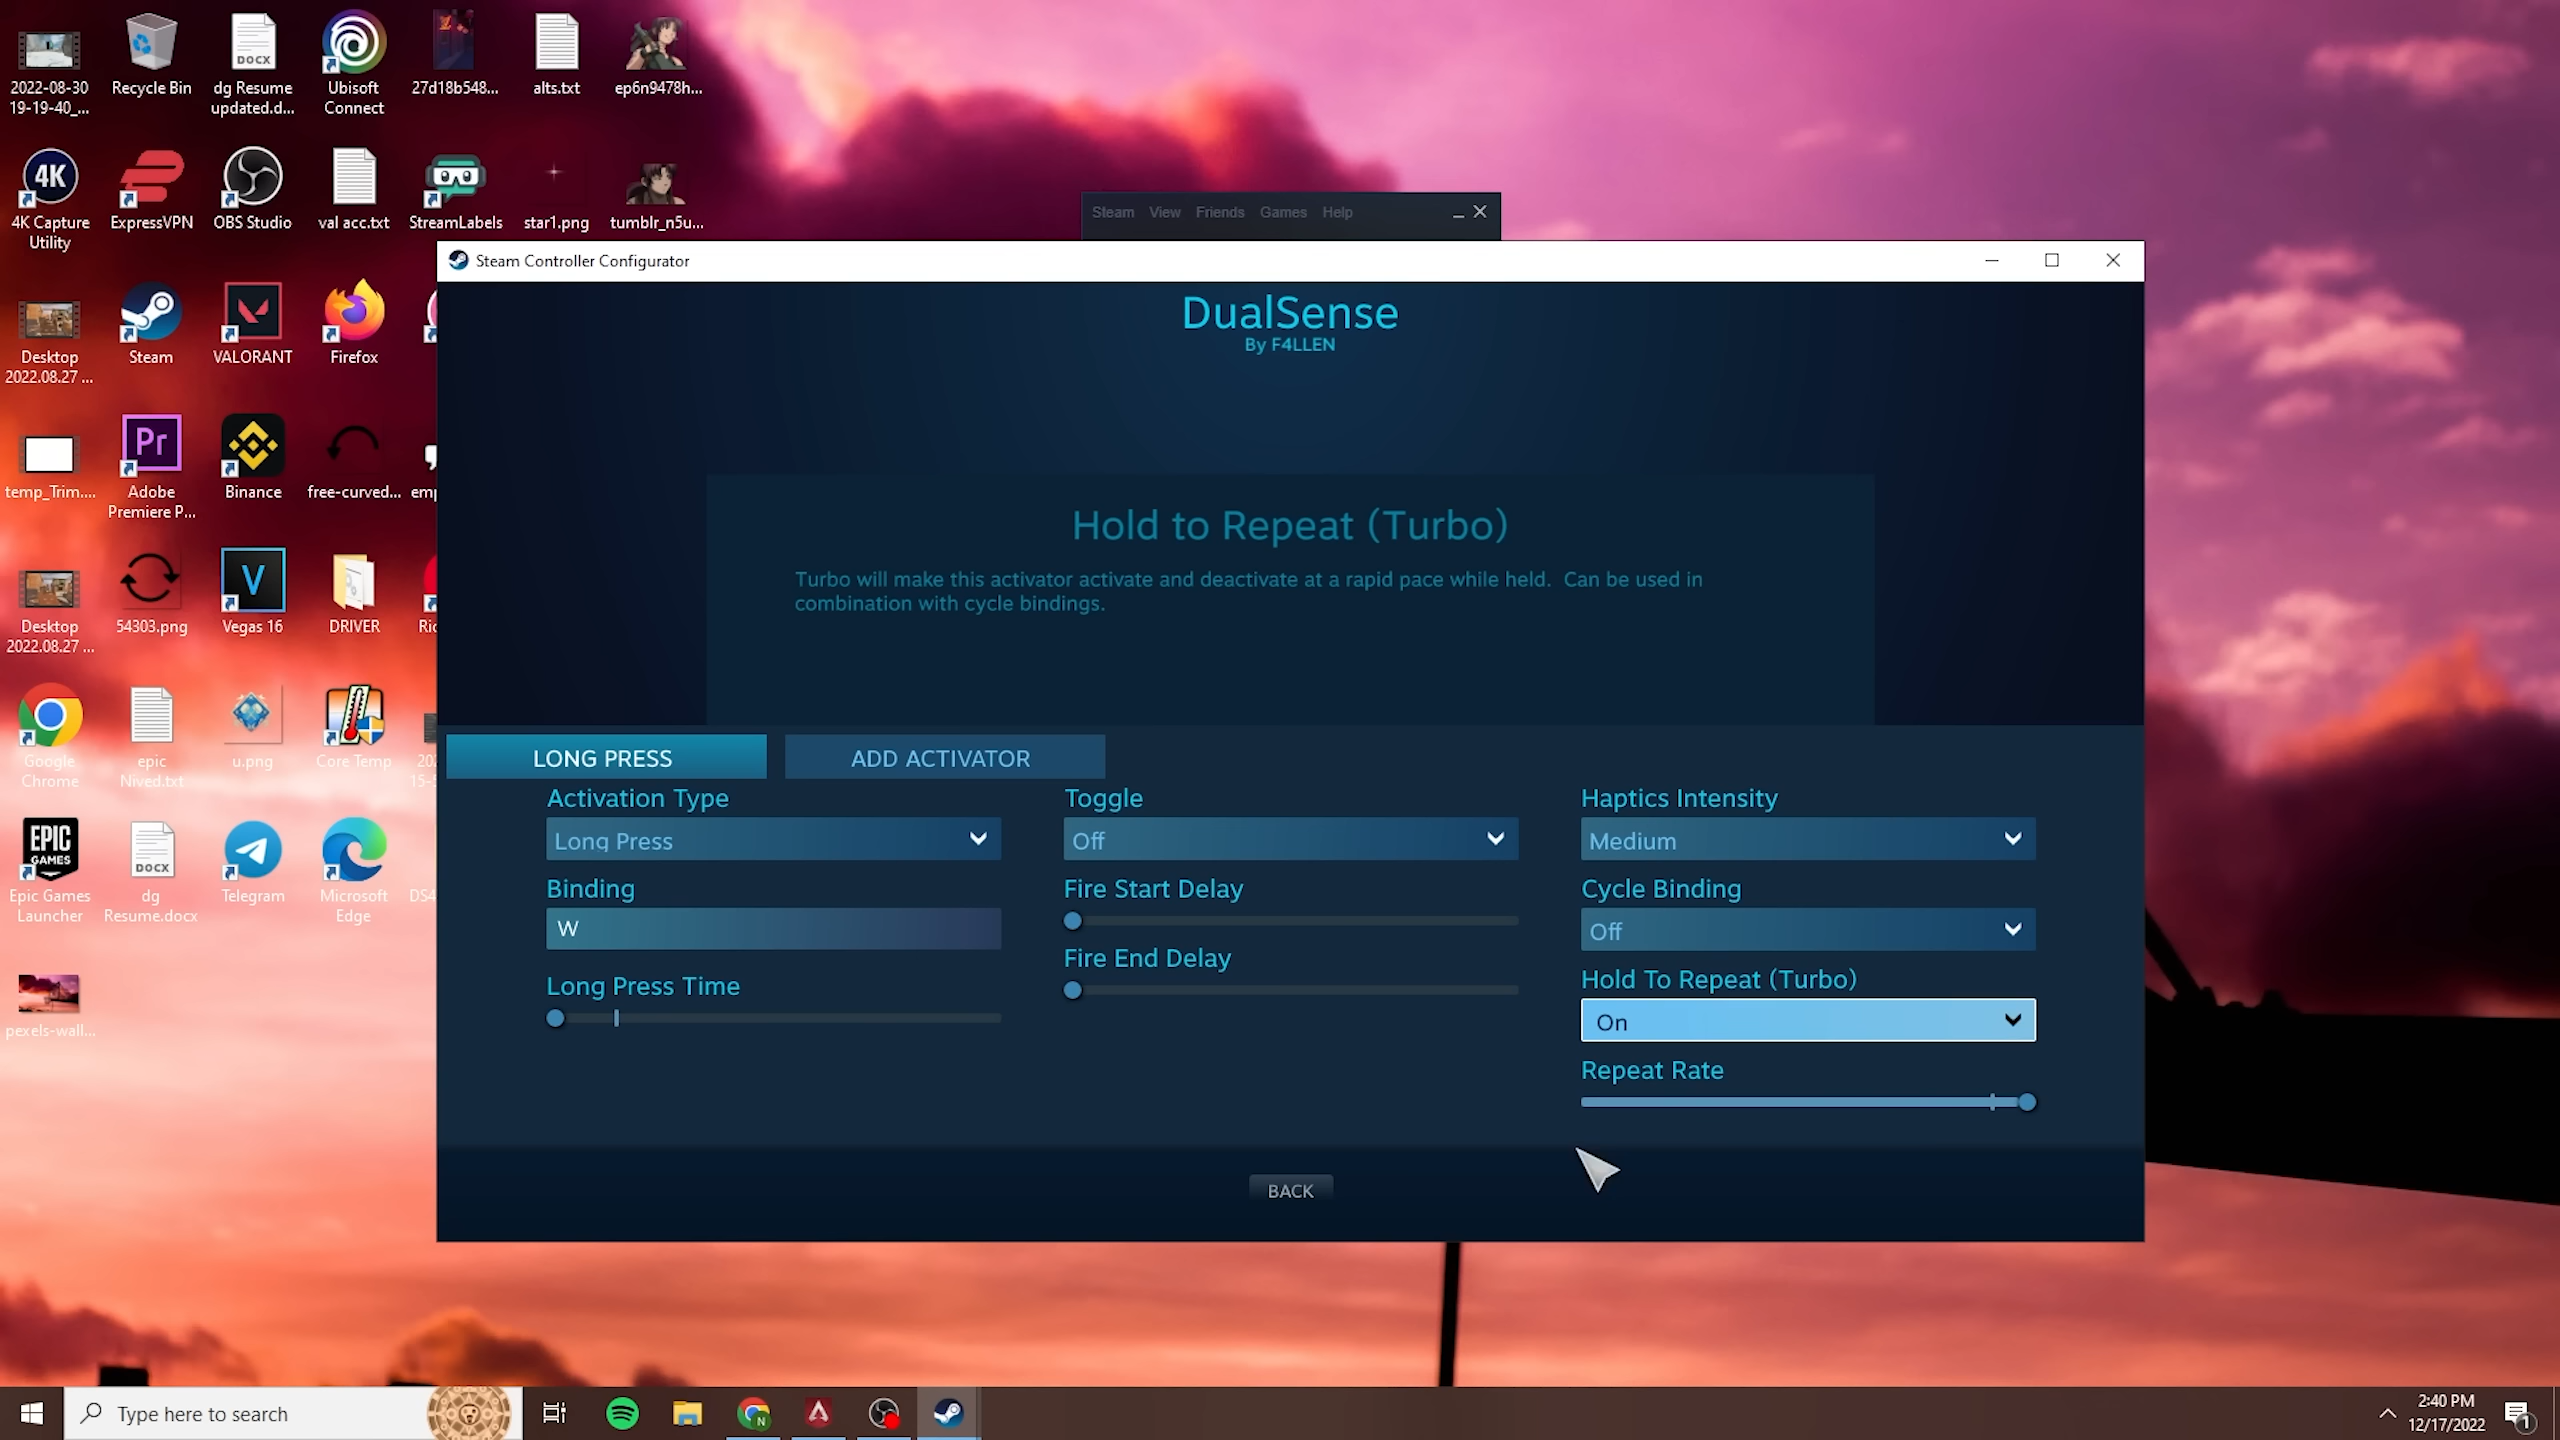 2022-08-30
19-19-40_...
Recycle Bin
DOCX
dg Resume
updated.d...
Ubisoft
Connect
27d18b548...
alts.txt
ep6n9478h...
4K
4K Capture
Utility
ExpressVPN
OBS Studio
val acc.txt
StreamLabels
star1.png
tumblr_n5u...
Steam View Friends Games Help
Steam Controller Configurator
DualSense
By F4LLEN
Desktop
2022.08.27 ...
Steam
VALORANT
Firefox
temp_Trim....
Pr
Adobe
Premiere P...
Binance
free-curved...
emp
Hold to Repeat (Turbo)
Turbo will make this activator activate and deactivate at a rapid pace while held. Can be used in
combination with cycle bindings.
Desktop
2022.08.27 ...
54303.png
V
Vegas 16
DRIVER
Google
Chrome
epic
Nived.txt
u.png
Core Temp
LONG PRESS
ADD ACTIVATOR
Activation Type
Long Press
Binding
W
Long Press Time
Toggle
Off
Fire Start Delay
Fire End Delay
Haptics Intensity
Medium
Cycle Binding
Off
Hold To Repeat (Turbo)
On
Repeat Rate
BACK
EPIC
GAMES
Epic Games
Launcher
DOCX
dg
Resume.docx
Telegram
Microsoft
Edge
DS4
pexels-wall...
Type here to search
N
2:40 PM
12/17/2022
1